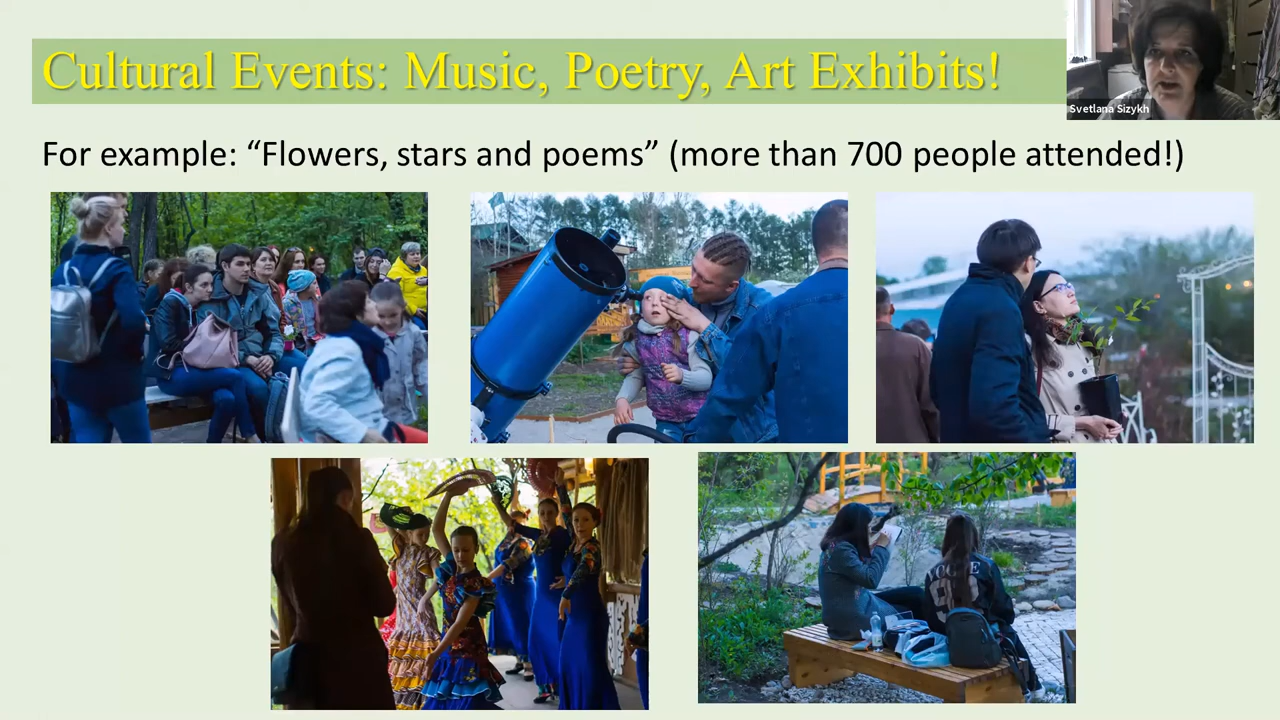 Cultural Events: Music, Poetry, Art Exhibits!
Svetlana Sizykh
For example: “Flowers, stars and poems” (more than 700 people attended!)